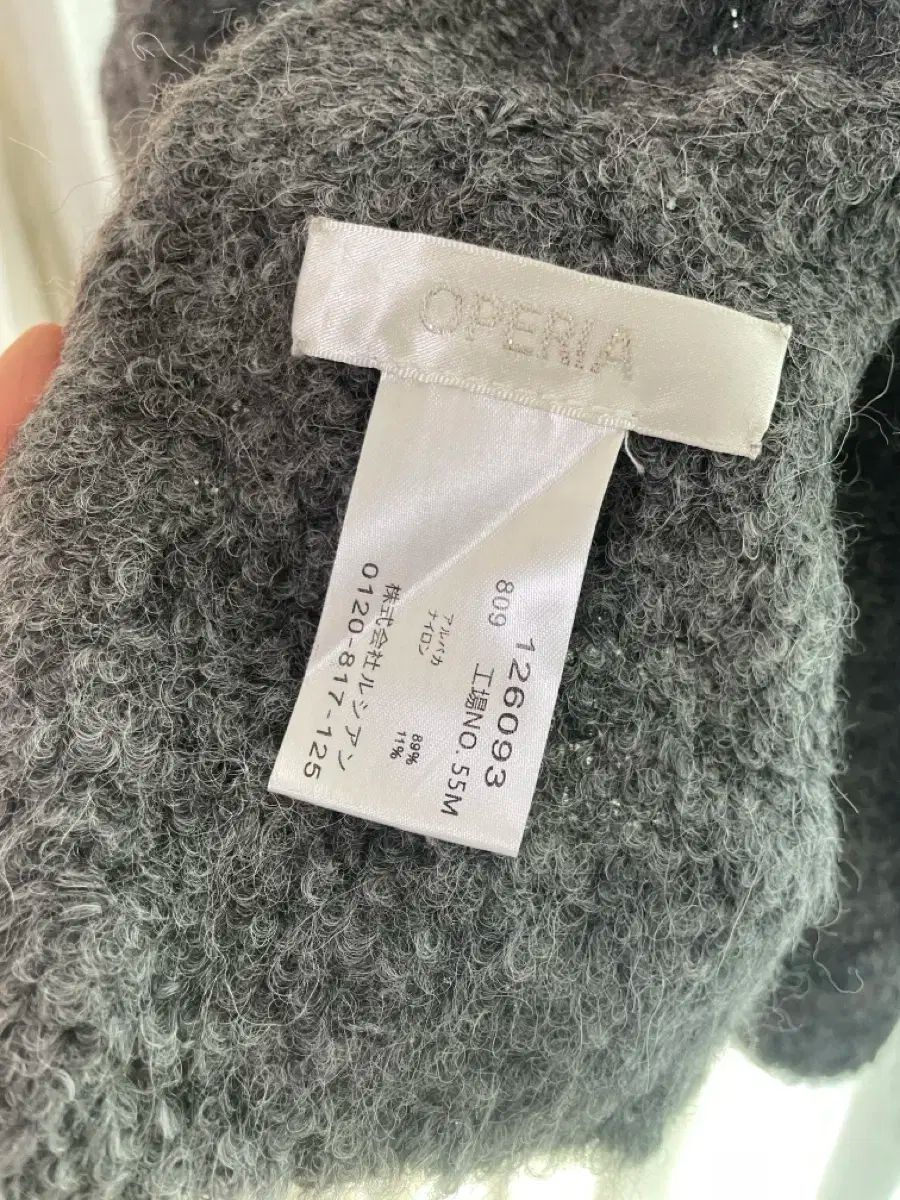 OPERIA
809
126093
工場NO. 55M
アルパカ 89%
ナイロン 11%
株式会社ルシアン
0120-817-125